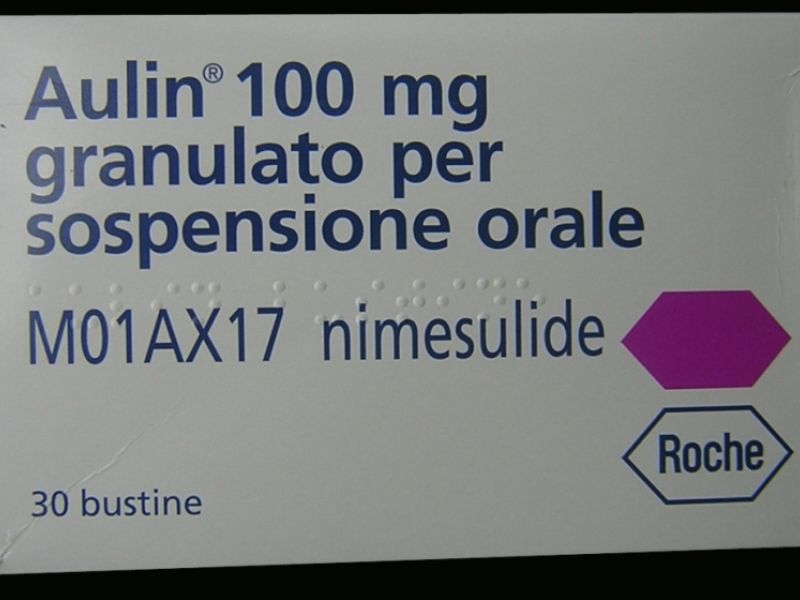 Aulin® 100 mg
granulato per
sospensione orale
M01AX17 nimesulide
Roche
30 bustine